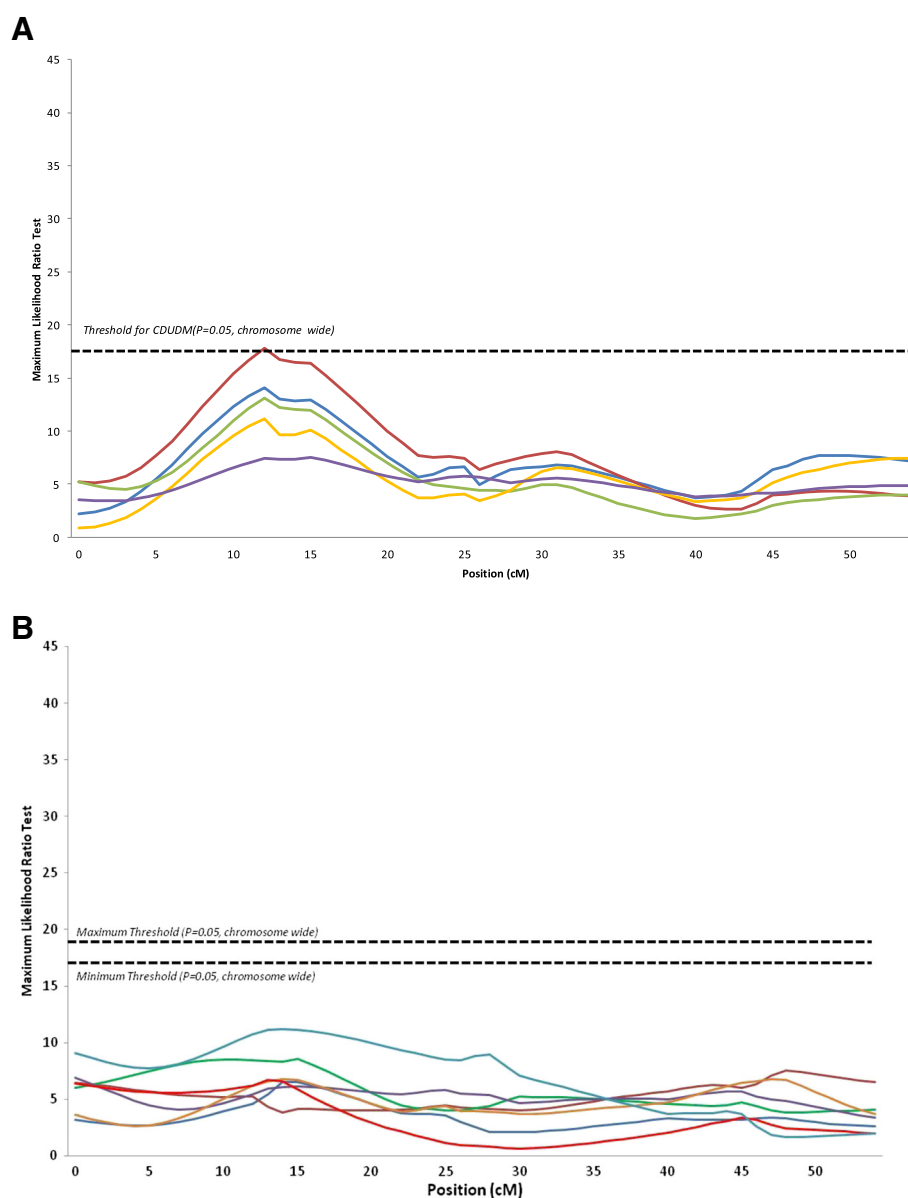 A
45
40
35
30
25
20
15
10
5
0
Maximum Likelihood Ratio Test
Threshold for CDUDM(P=0.05, chromosome wide)
0 5 10 15 20 25 30 35 40 45 50
Position (cM)
B
45
40
35
30
25
20
15
10
5
0
Maximum Likelihood Ratio Test
Maximum Threshold (P=0.05, chromosome wide)
Minimum Threshold (P=0.05, chromosome wide)
0 5 10 15 20 25 30 35 40 45 50
Position (cM)